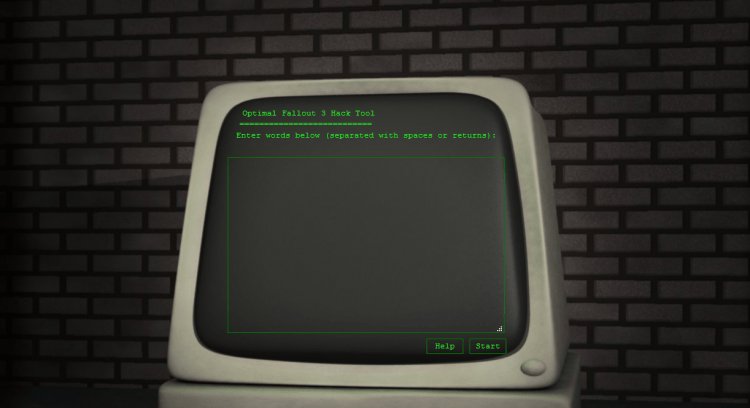 Optimal Fallout 3 Hack Tool
===========================
Enter words below (separated with spaces or returns):
Help Start